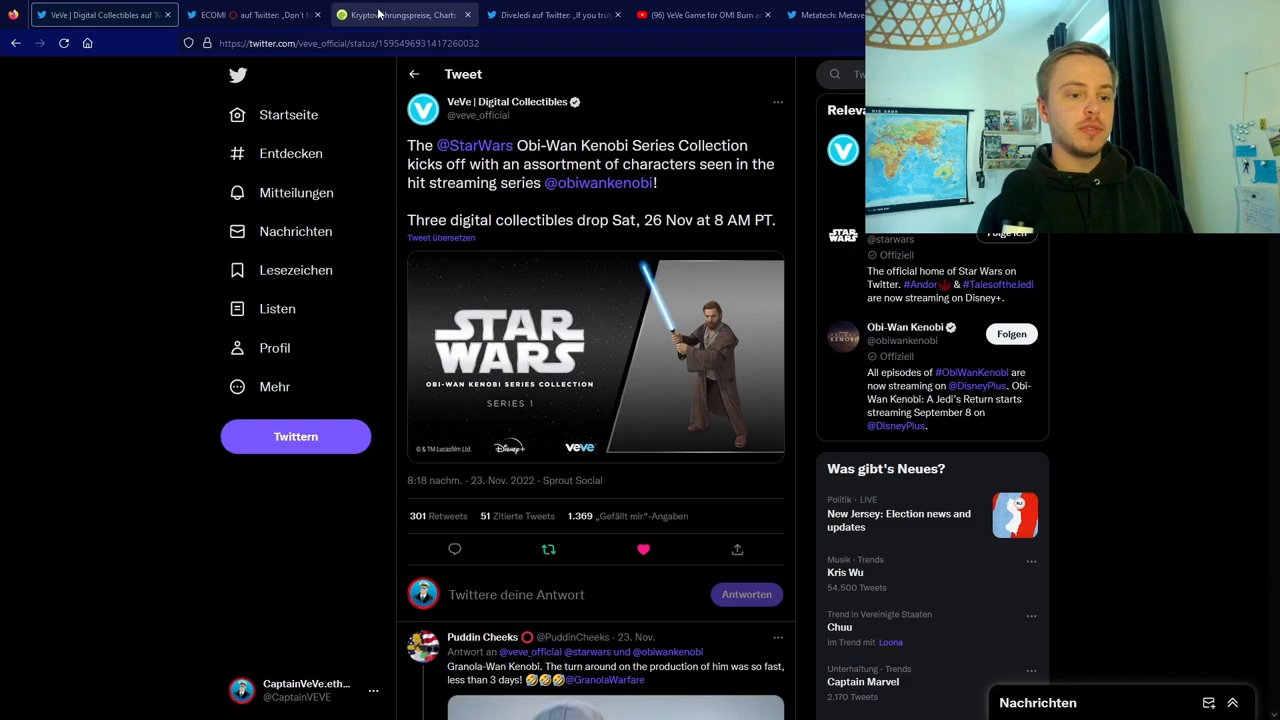 VeVe | Digital Collectibles auf Tw
ECOMI ⭕ auf Twitter: „Don't f
Kryptowährungspreise, Charts
DiveJedi auf Twitter: „If you trul
(96) VeVe Game for OMI Burn a
Metatech: Metave
https://twitter.com/veve_official/status/1595496931417260032
Startseite
Entdecken
Mitteilungen
Nachrichten
Lesezeichen
Listen
Profil
Mehr
Twittern
CaptainVeVe.eth...
@CaptainVEVE
Tweet
VeVe | Digital Collectibles
@veve_official
The @StarWars Obi-Wan Kenobi Series Collection
kicks off with an assortment of characters seen in the
hit streaming series @obiwankenobi!
Three digital collectibles drop Sat, 26 Nov at 8 AM PT.
Tweet übersetzen
STAR
WARS
OBI-WAN KENOBI SERIES COLLECTION
SERIES 1
© & TM Lucasfilm Ltd.
Disney+
veve
8:18 nachm. · 23. Nov. 2022 · Sprout Social
301 Retweets 51 Zitierte Tweets 1.369 „Gefällt mir“-Angaben
Twittere deine Antwort
Antworten
Puddin Cheeks ⭕ @PuddinCheeks · 23. Nov.
Antwort an @veve_official @starwars und @obiwankenobi
Granola-Wan Kenobi. The turn around on the production of him was so fast,
less than 3 days! 🤣🤣🤣@GranolaWarfare
Tw
Releva
STAR
WARS
Folge ich
@starwars
Offiziell
The official home of Star Wars on
Twitter. #Andor & #TalesoftheJedi
are now streaming on Disney+.
Obi-Wan Kenobi
@obiwankenobi
Folgen
Offiziell
All episodes of #ObiWanKenobi are
now streaming on @DisneyPlus. Obi-
Wan Kenobi: A Jedi's Return starts
streaming September 8 on
@DisneyPlus.
Was gibt's Neues?
Politik · LIVE
New Jersey: Election news and
updates
Musik · Trends
Kris Wu
54.500 Tweets
Trend in Vereinigte Staaten
Chuu
Im Trend mit Loona
Unterhaltung · Trends
Captain Marvel
2.170 Tweets
Nachrichten